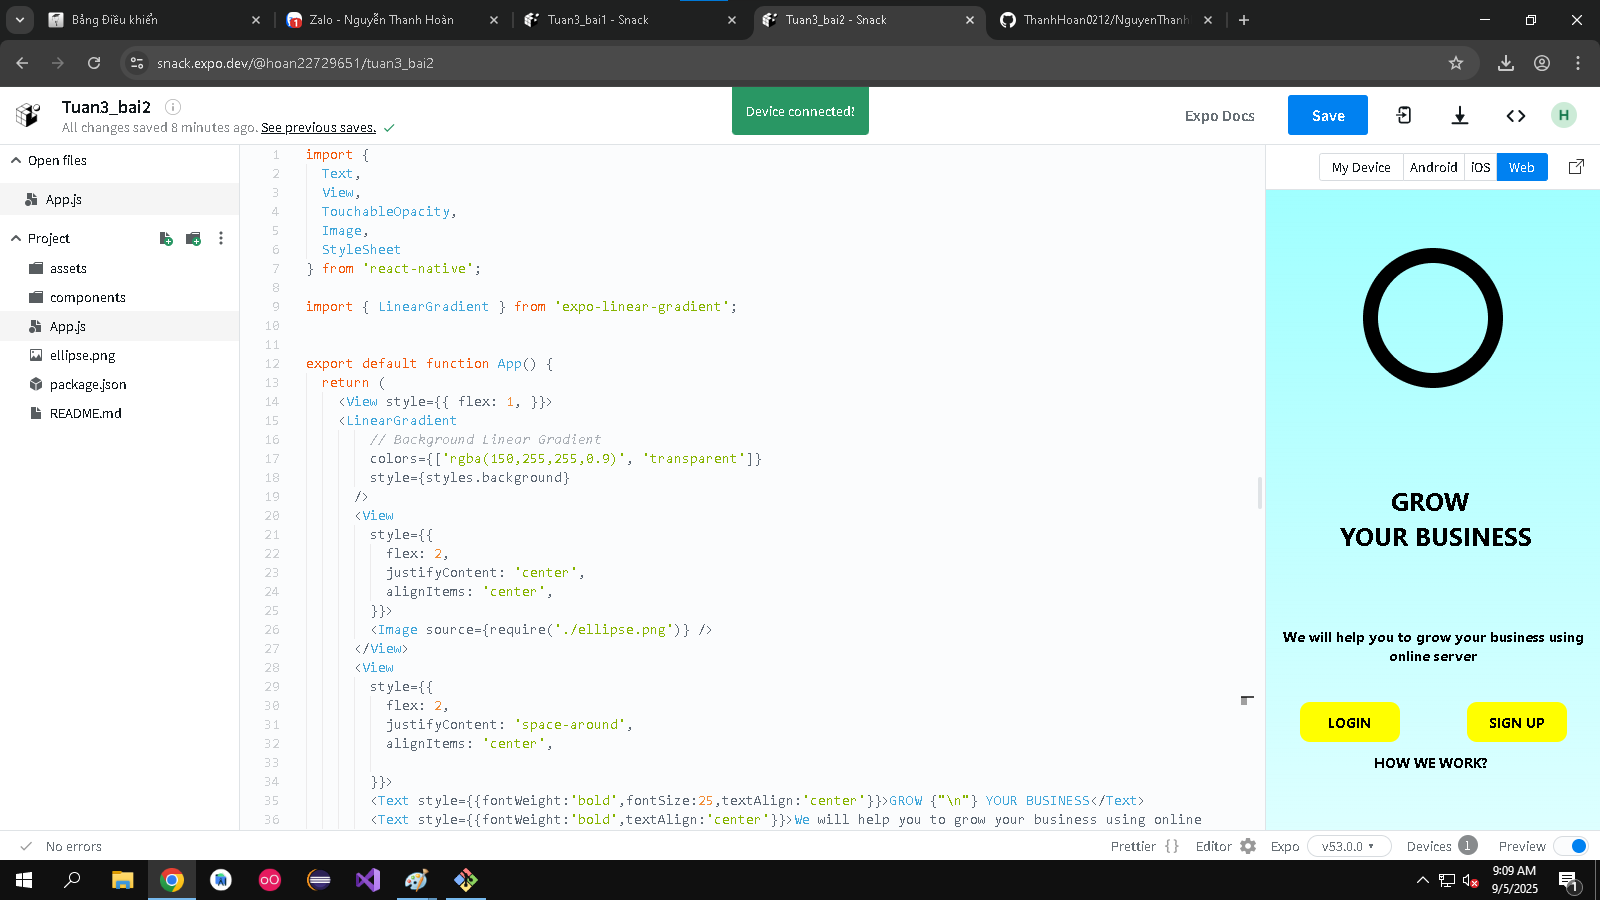 Bảng Điều khiển
Zalo - Nguyễn Thanh Hoàn
Tuan3_bai1 - Snack
Tuan3_bai2 - Snack
ThanhHoan0212/NguyenThanh
snack.expo.dev/@hoan22729651/tuan3_bai2
Tuan3_bai2
All changes saved 8 minutes ago. See previous saves.
Device connected!
Expo Docs
Save
H
Open files
App.js
Project
assets
components
App.js
ellipse.png
package.json
README.md
1 import {
2 Text,
3 View,
4 TouchableOpacity,
5 Image,
6 StyleSheet
7 } from 'react-native';
8
9 import { LinearGradient } from 'expo-linear-gradient';
10
11
12 export default function App() {
13 return (
14 <View style={{ flex: 1, }}>
15 <LinearGradient
16 // Background Linear Gradient
17 colors={['rgba(150,255,255,0.9)', 'transparent']}
18 style={styles.background}
19 />
20 <View
21 style={{
22 flex: 2,
23 justifyContent: 'center',
24 alignItems: 'center',
25 }}>
26 <Image source={require('./ellipse.png')} />
27 </View>
28 <View
29 style={{
30 flex: 2,
31 justifyContent: 'space-around',
32 alignItems: 'center',
33
34 }}>
35 <Text style={{fontWeight:'bold',fontSize:25,textAlign:'center'}}>GROW {"\n"} YOUR BUSINESS</Text>
36 <Text style={{fontWeight:'bold',textAlign:'center'}}>We will help you to grow your business using online
My Device
Android
iOS
Web
GROW
YOUR BUSINESS
We will help you to grow your business using
online server
LOGIN
SIGN UP
HOW WE WORK?
No errors
Prettier { }
Editor
Expo
v53.0.0
Devices 1
Preview
9:09 AM
9/5/2025
1